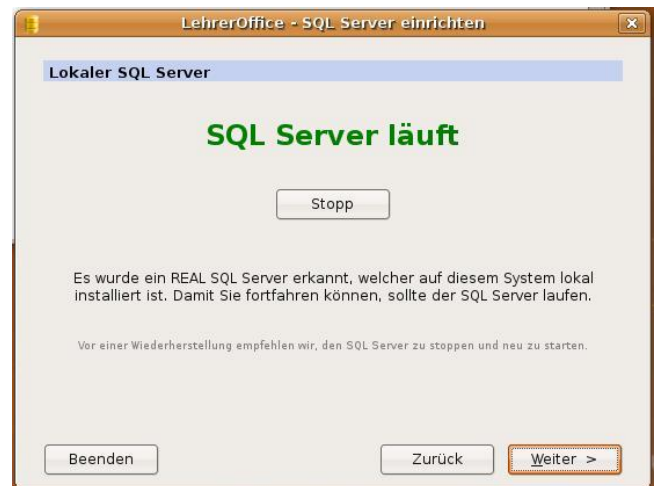 LehrerOffice - SQL Server einrichten
Lokaler SQL Server
SQL Server läuft
Stopp
Es wurde ein REAL SQL Server erkannt, welcher auf diesem System lokal
installiert ist. Damit Sie fortfahren können, sollte der SQL Server laufen.
Vor einer Wiederherstellung empfehlen wir, den SQL Server zu stoppen und neu zu starten.
Beenden
Zurück
Weiter >